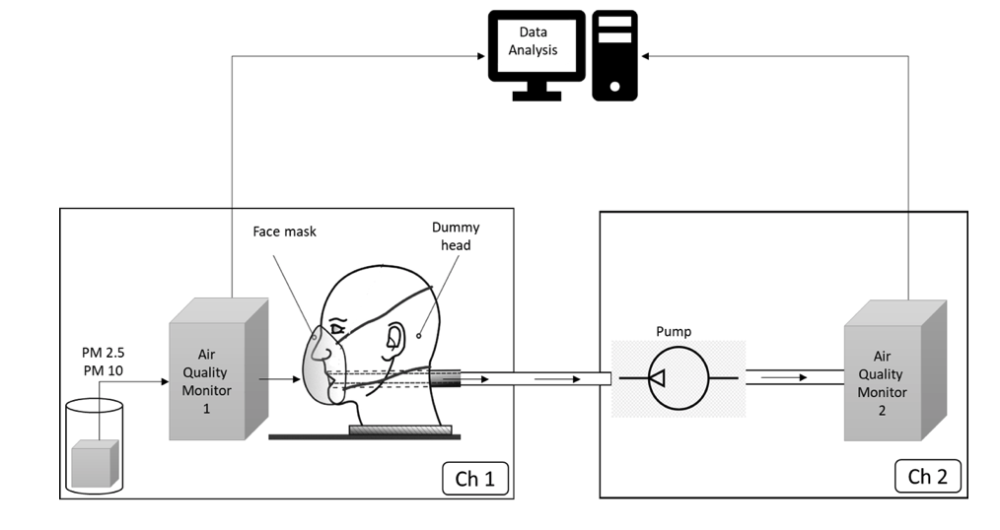 Data
Analysis
Face mask
Dummy
head
PM 2.5
PM 10
Air
Quality
Monitor
1
Ch 1
Pump
Air
Quality
Monitor
2
Ch 2